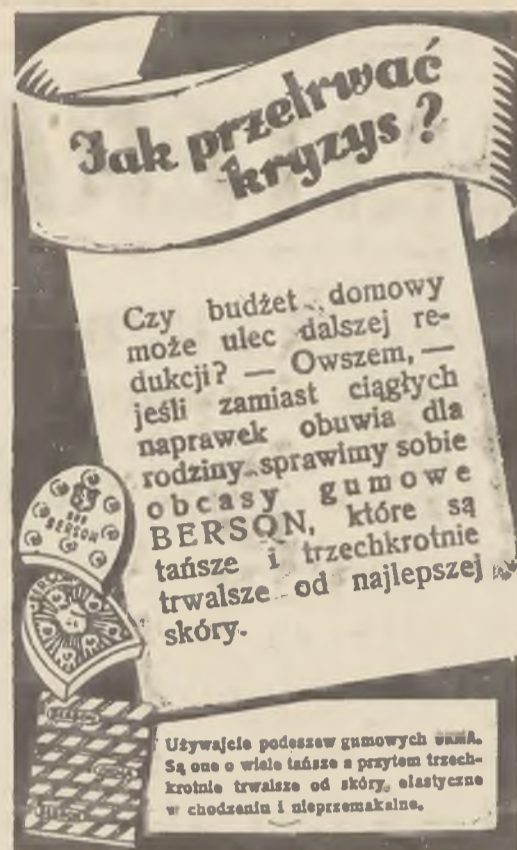 Jak przetrwać
kryzys?
Czy budżet domowy
może ulec dalszej re-
dukcji? — Owszem, —
jeśli zamiast ciągłych
naprawek obuwia dla
rodziny sprawimy sobie
obcasy gumowe
BERSON, które są
tańsze i trzechkrotnie
trwalsze od najlepszej
skóry.
BERSON
BERSON
Używajcie podeszew gumowych
Są one o wiele tańsze a przytem trzech-
krotnie trwalsze od skóry, elastyczne
w chodzeniu i nieprzemakalne.